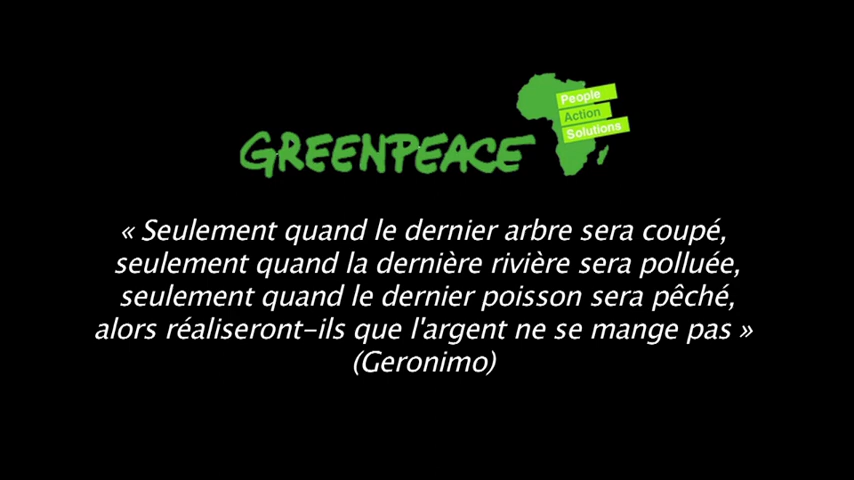 GREENPEACE
People
Action
Solutions
« Seulement quand le dernier arbre sera coupé,
seulement quand la dernière rivière sera polluée,
seulement quand le dernier poisson sera pêché,
alors réaliseront-ils que l'argent ne se mange pas »
(Geronimo)